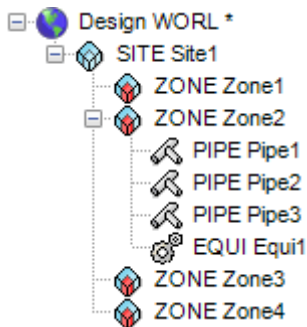 Design WORL *
SITE Site1
ZONE Zone1
ZONE Zone2
PIPE Pipe1
PIPE Pipe2
PIPE Pipe3
EQUI Equi1
ZONE Zone3
ZONE Zone4